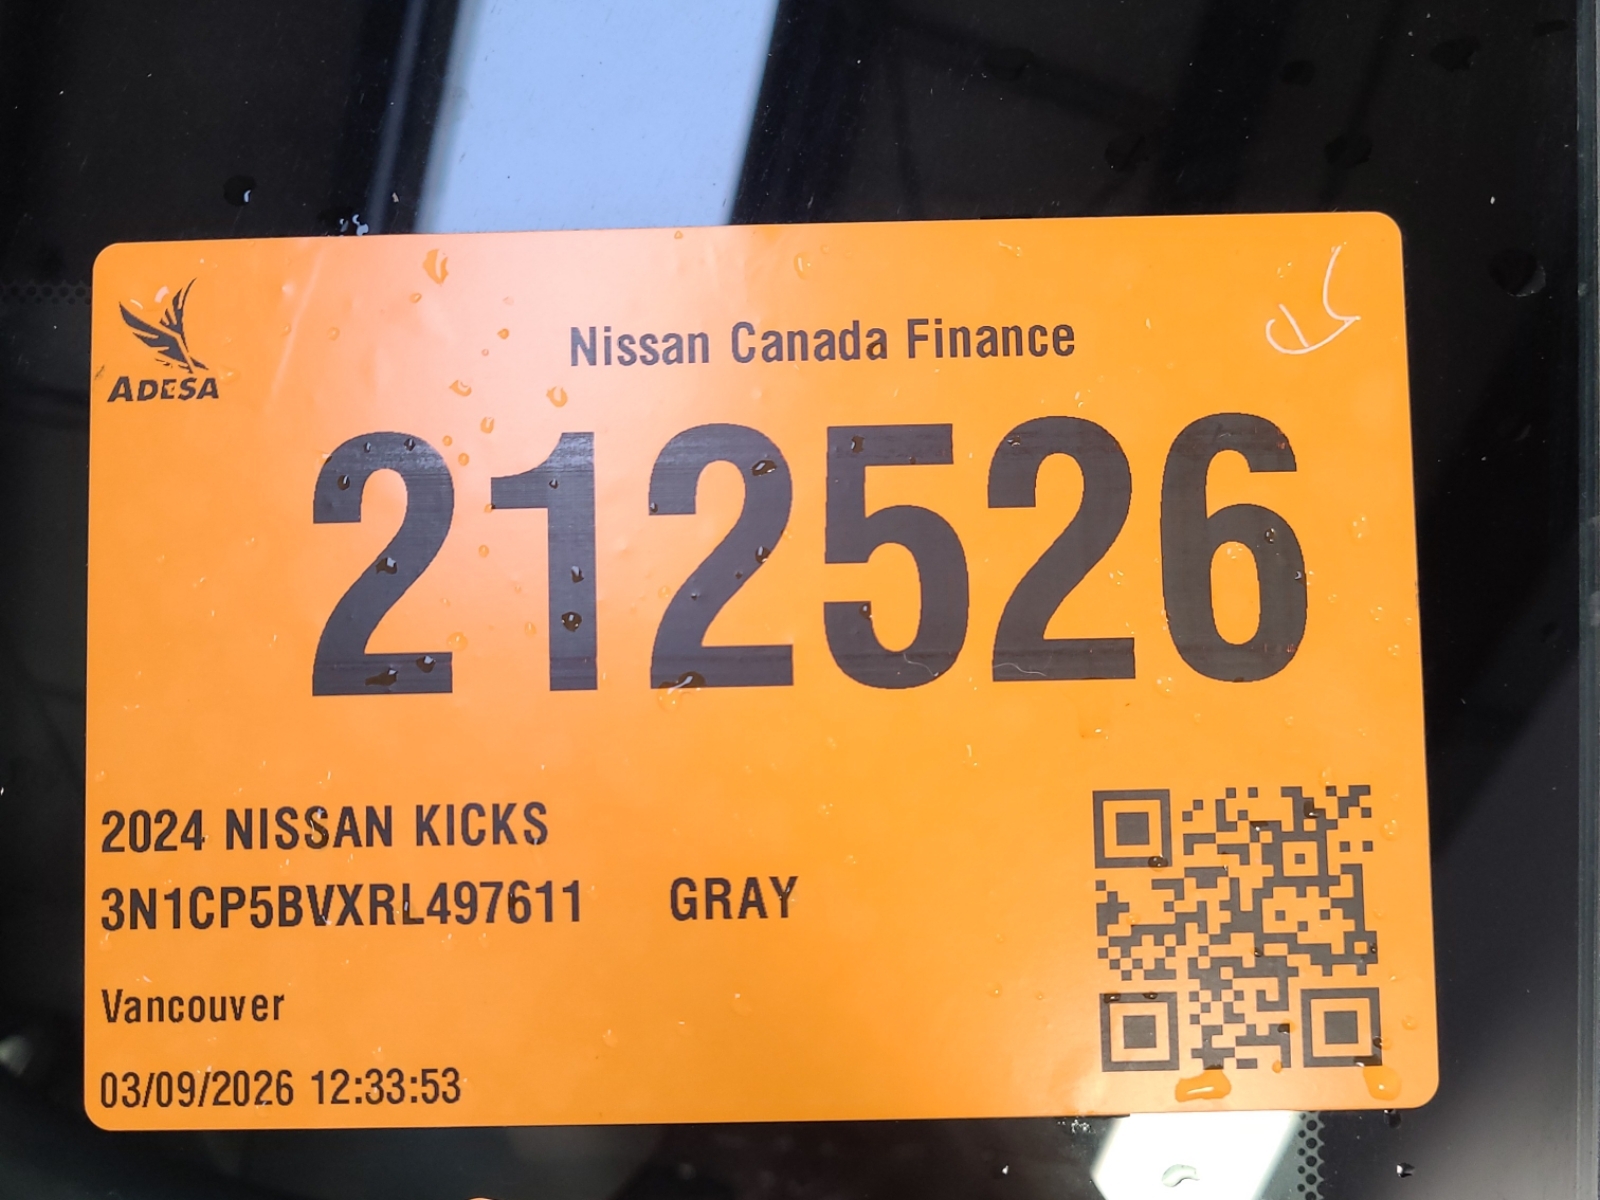 ADESA
Nissan Canada Finance
212526
2024 NISSAN KICKS
3N1CP5BVXRL497611 GRAY
Vancouver
03/09/2026 12:33:53